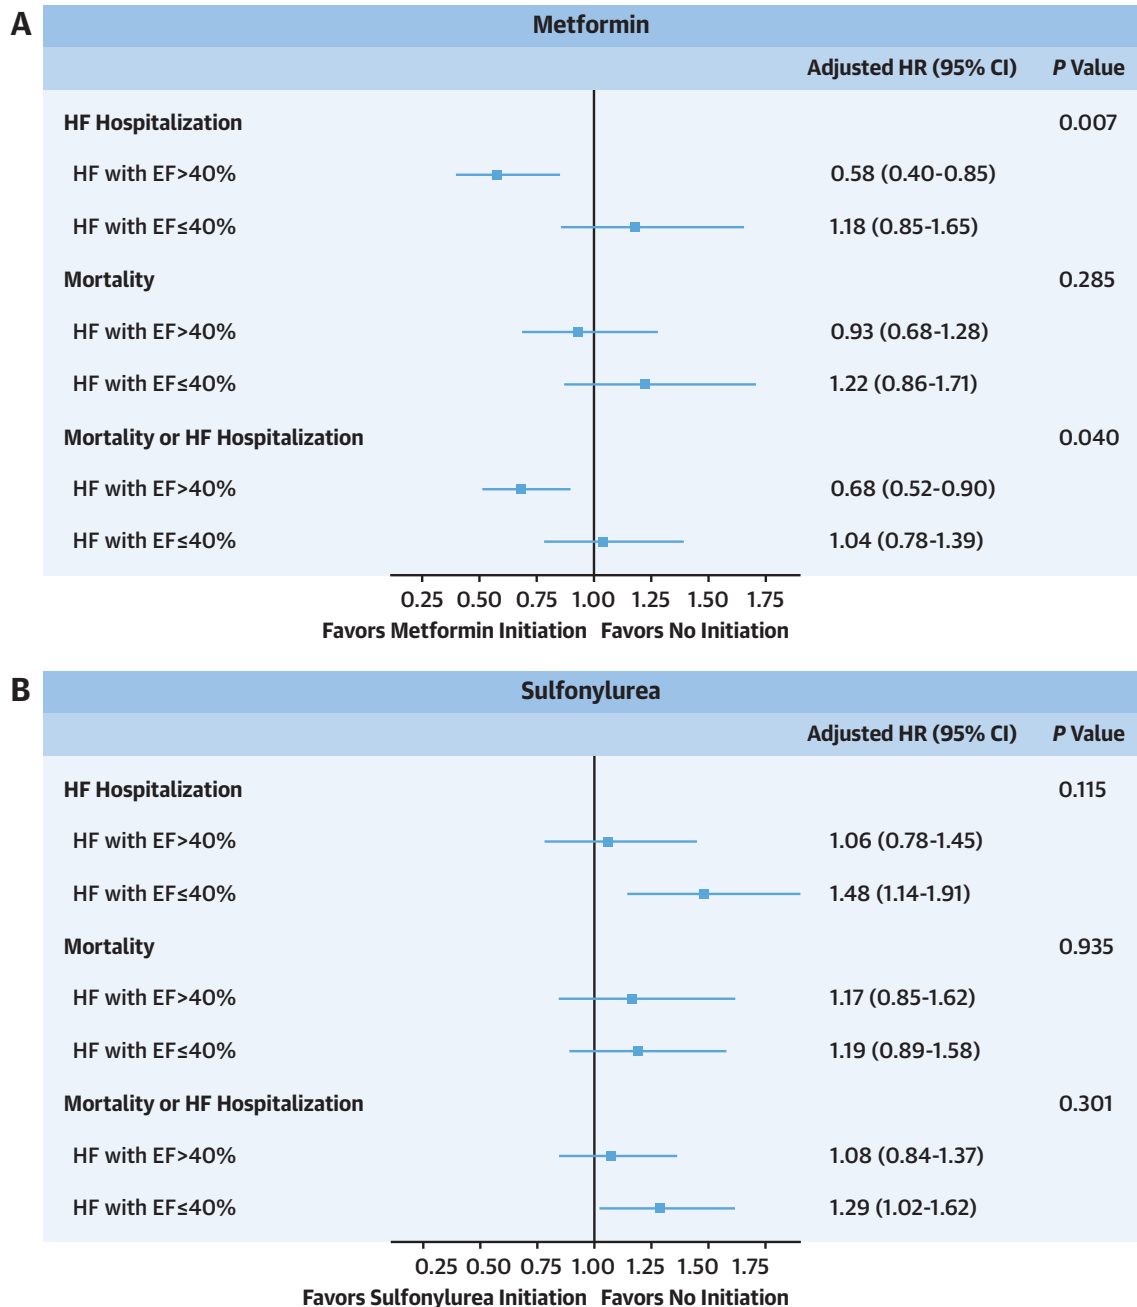 A
Metformin
Adjusted HR (95% CI) P Value
HF Hospitalization 0.007
HF with EF>40% 0.58 (0.40-0.85)
HF with EF≤40% 1.18 (0.85-1.65)
Mortality 0.285
HF with EF>40% 0.93 (0.68-1.28)
HF with EF≤40% 1.22 (0.86-1.71)
Mortality or HF Hospitalization 0.040
HF with EF>40% 0.68 (0.52-0.90)
HF with EF≤40% 1.04 (0.78-1.39)
0.25 0.50 0.75 1.00 1.25 1.50 1.75
Favors Metformin Initiation Favors No Initiation
B
Sulfonylurea
Adjusted HR (95% CI) P Value
HF Hospitalization 0.115
HF with EF>40% 1.06 (0.78-1.45)
HF with EF≤40% 1.48 (1.14-1.91)
Mortality 0.935
HF with EF>40% 1.17 (0.85-1.62)
HF with EF≤40% 1.19 (0.89-1.58)
Mortality or HF Hospitalization 0.301
HF with EF>40% 1.08 (0.84-1.37)
HF with EF≤40% 1.29 (1.02-1.62)
0.25 0.50 0.75 1.00 1.25 1.50 1.75
Favors Sulfonylurea Initiation Favors No Initiation